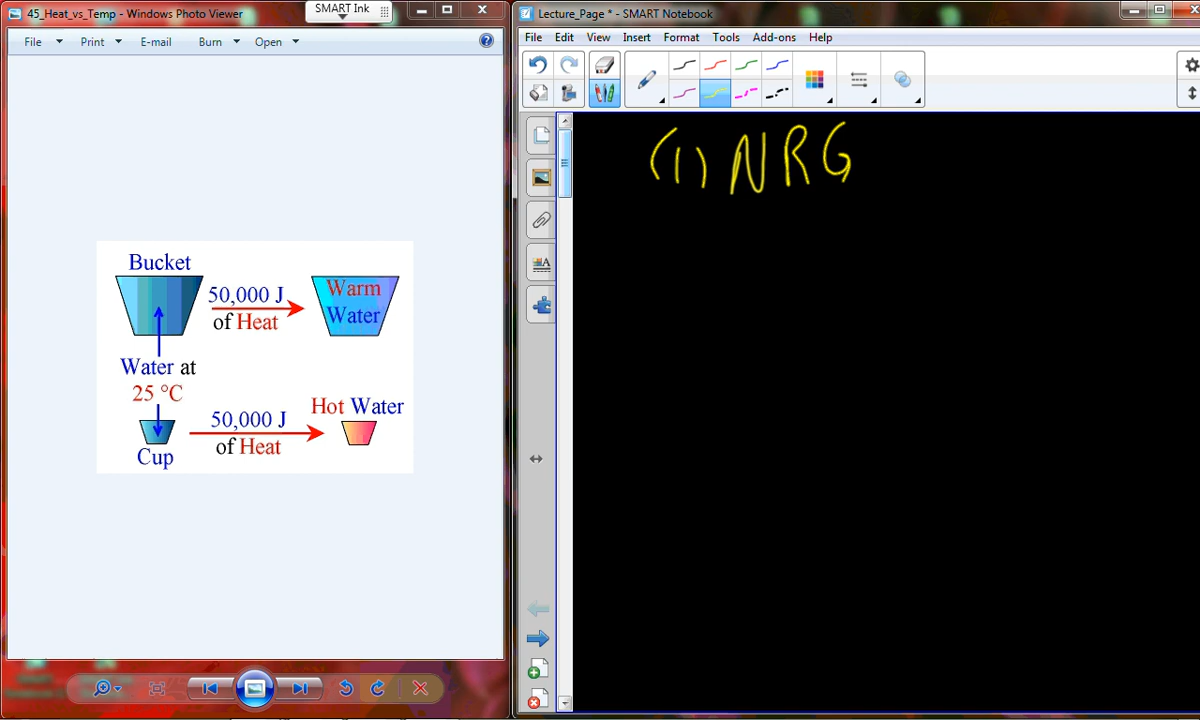 45_Heat_vs_Temp - Windows Photo Viewer
SMART Ink
File Print E-mail Burn Open
Bucket
50,000 J
of Heat
Warm
Water
Water at
25 °C
50,000 J
of Heat
Hot Water
Cup
Lecture_Page * - SMART Notebook
File Edit View Insert Format Tools Add-ons Help
(1) NRG